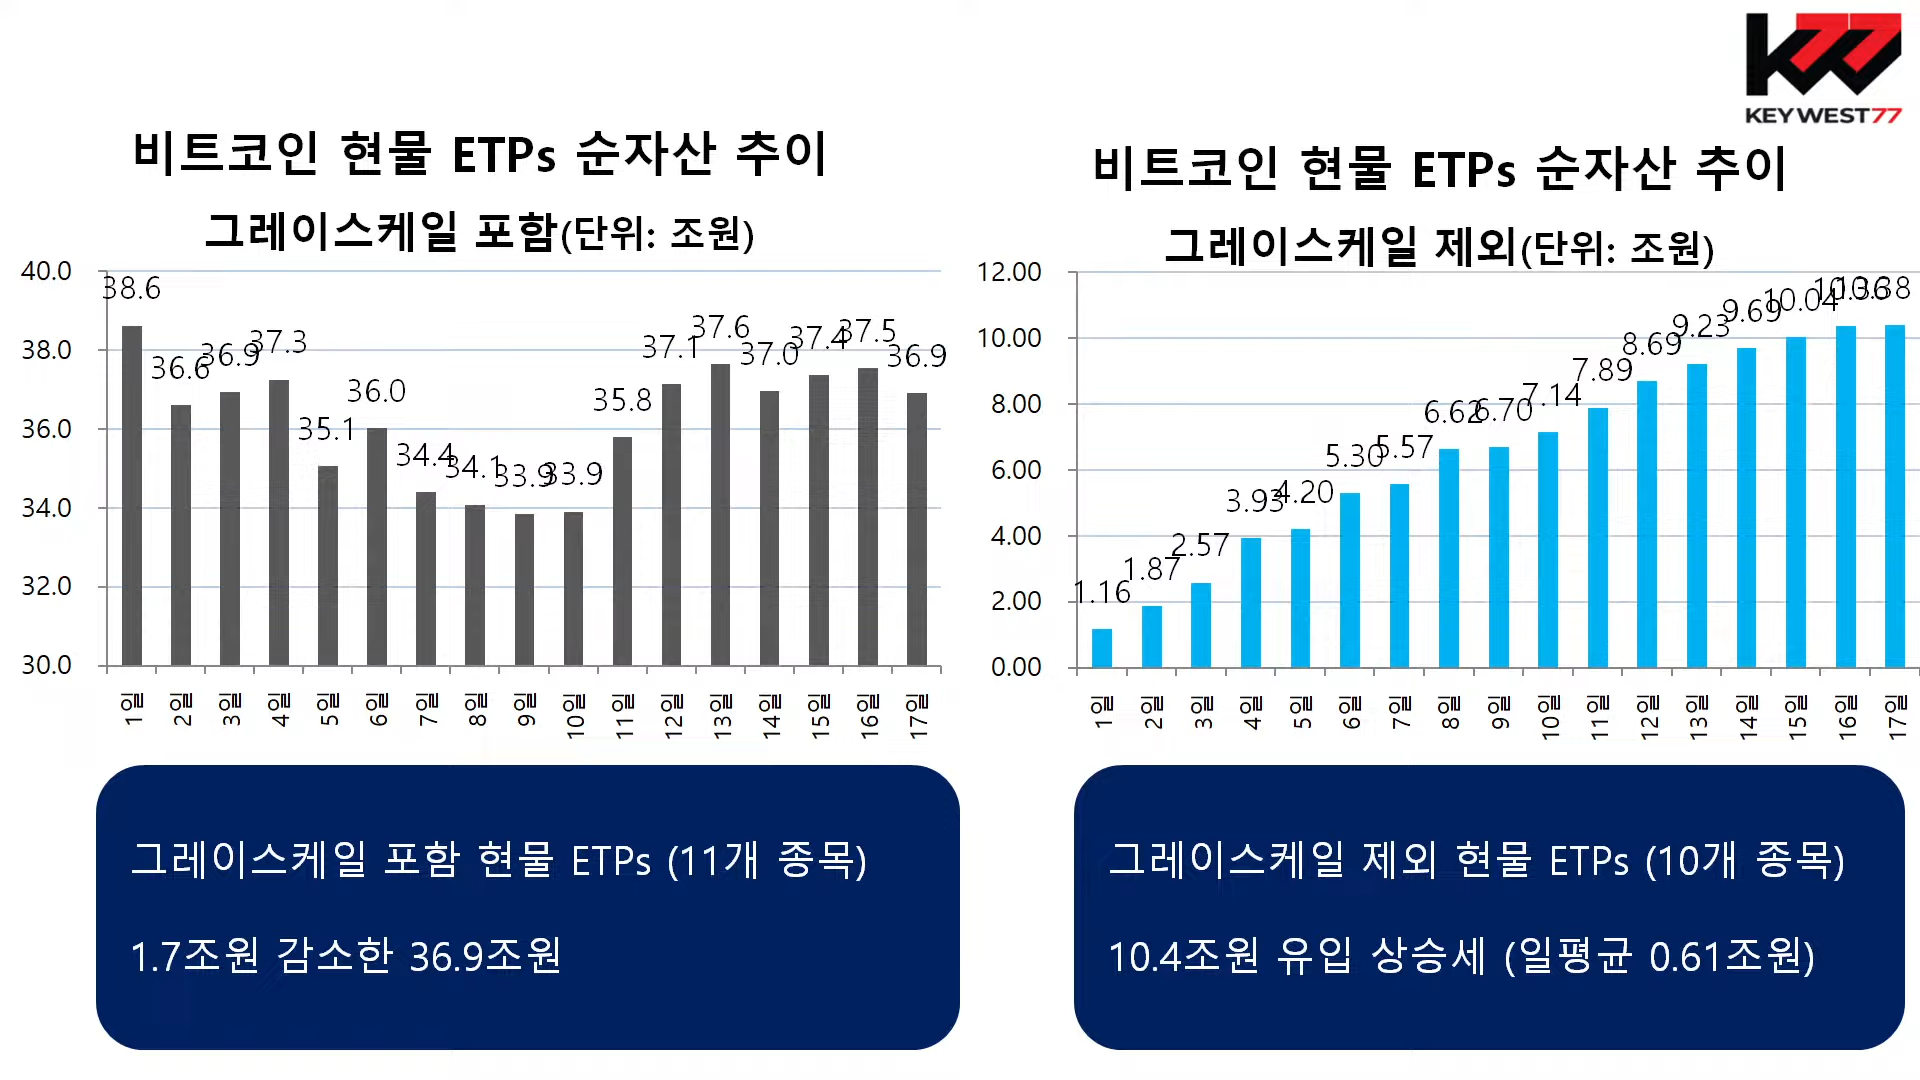 K77
KEYWEST77
비트코인 현물 ETPs 순자산 추이
그레이스케일 포함(단위: 조원)
40.0
38.0
36.0
34.0
32.0
30.0
38.6
36.6
36.9
37.3
35.1
36.0
34.4
34.1
33.9
33.9
35.8
37.1
37.6
37.0
37.4
37.5
36.9
1일
2일
3일
4일
5일
6일
7일
8일
9일
10일
11일
12일
13일
14일
15일
16일
17일
비트코인 현물 ETPs 순자산 추이
그레이스케일 제외(단위: 조원)
12.00
10.00
8.00
6.00
4.00
2.00
0.00
1.16
1.87
2.57
3.93
4.20
5.30
5.57
6.62
6.70
7.14
7.89
8.69
9.23
9.69
10.04
10.36
10.38
1일
2일
3일
4일
5일
6일
7일
8일
9일
10일
11일
12일
13일
14일
15일
16일
17일
그레이스케일 포함 현물 ETPs (11개 종목)
1.7조원 감소한 36.9조원
그레이스케일 제외 현물 ETPs (10개 종목)
10.4조원 유입 상승세 (일평균 0.61조원)